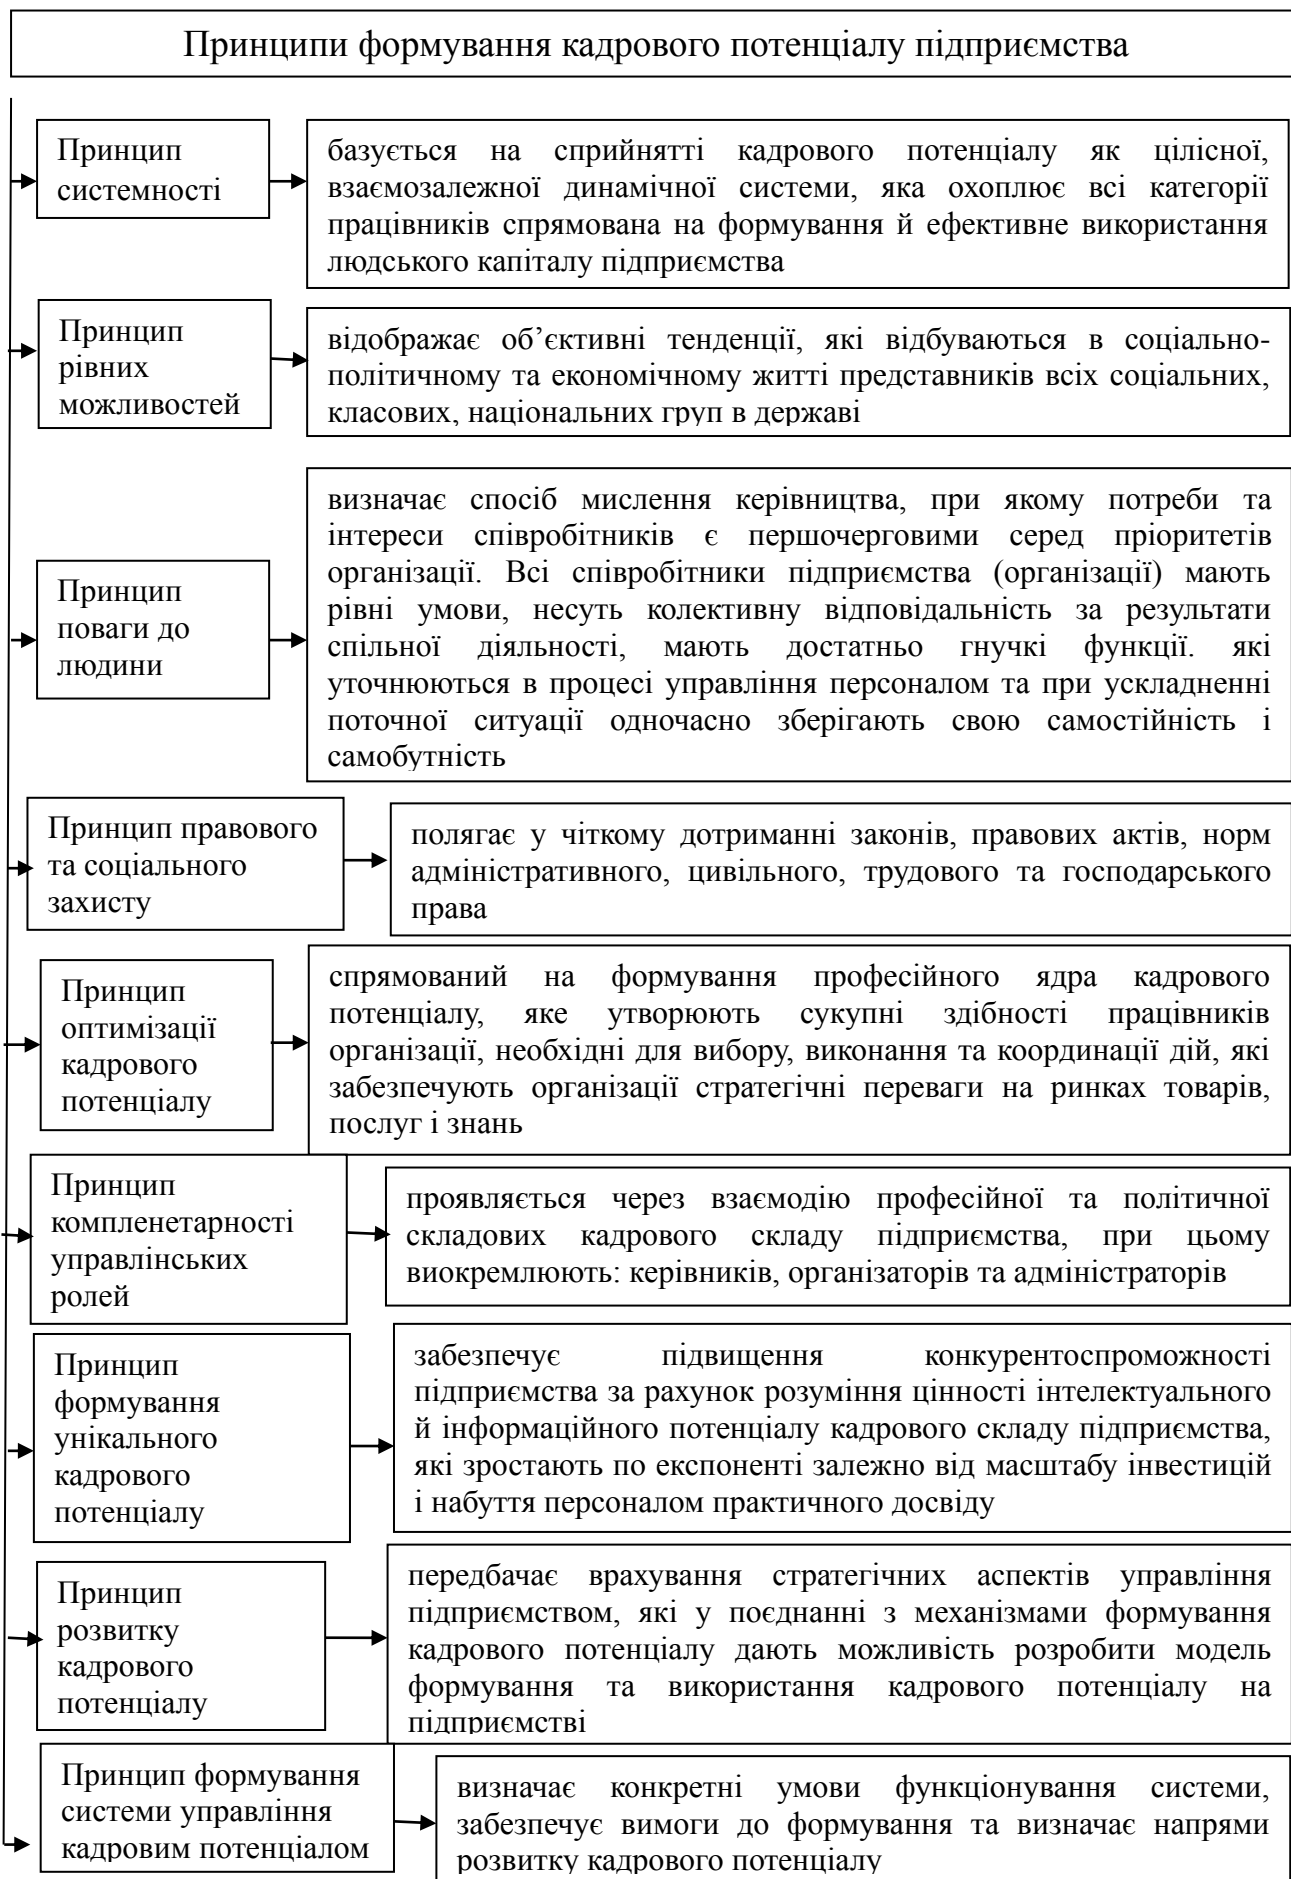 Принципи формування кадрового потенціалу підприємства
Принцип
системності
базується на сприйнятті кадрового потенціалу як цілісної,
взаємозалежної динамічної системи, яка охоплює всі категорії
працівників спрямована на формування й ефективне використання
людського капіталу підприємства
Принцип
рівних
можливостей
відображає об’єктивні тенденції, які відбуваються в соціально-
політичному та економічному житті представників всіх соціальних,
класових, національних груп в державі
Принцип
поваги до
людини
визначає спосіб мислення керівництва, при якому потреби та
інтереси співробітників є першочерговими серед пріоритетів
організації. Всі співробітники підприємства (організації) мають
рівні умови, несуть колективну відповідальність за результати
спільної діяльності, мають достатньо гнучкі функції. які
уточнюються в процесі управління персоналом та при ускладненні
поточної ситуації одночасно зберігають свою самостійність і
самобутність
Принцип правового
та соціального
захисту
полягає у чіткому дотриманні законів, правових актів, норм
адміністративного, цивільного, трудового та господарського
права
Принцип
оптимізації
кадрового
потенціалу
спрямований на формування професійного ядра кадрового
потенціалу, яке утворюють сукупні здібності працівників
організації, необхідні для вибору, виконання та координації дій, які
забезпечують організації стратегічні переваги на ринках товарів,
послуг і знань
Принцип
компленетарності
управлінських
ролей
проявляється через взаємодію професійної та політичної
складових кадрового складу підприємства, при цьому
виокремлюють: керівників, організаторів та адміністраторів
Принцип
формування
унікального
кадрового
потенціалу
забезпечує підвищення конкурентоспроможності
підприємства за рахунок розуміння цінності інтелектуального
й інформаційного потенціалу кадрового складу підприємства,
які зростають по експоненті залежно від масштабу інвестицій
і набуття персоналом практичного досвіду
Принцип
розвитку
кадрового
потенціалу
передбачає врахування стратегічних аспектів управління
підприємством, які у поєднанні з механізмами формування
кадрового потенціалу дають можливість розробити модель
формування та використання кадрового потенціалу на
підприємстві
Принцип формування
системи управління
кадровим потенціалом
визначає конкретні умови функціонування системи,
забезпечує вимоги до формування та визначає напрями
розвитку кадрового потенціалу